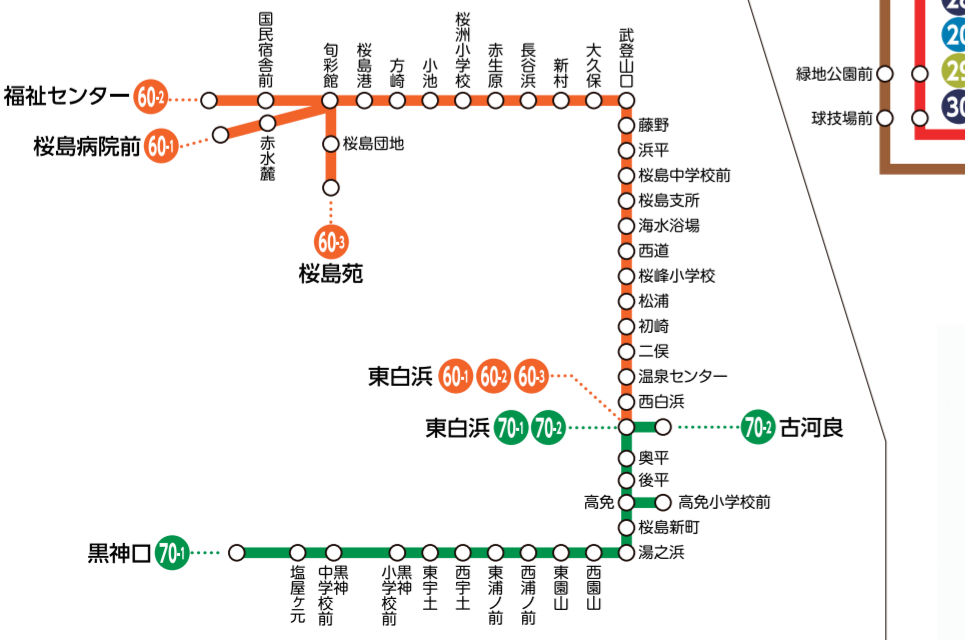 国民宿舎前
旬彩館
桜島港
方崎
小池
桜洲小学校
赤生原
長谷浜
新村
大久保
武登山口
福祉センター 60-2
桜島病院前 60-1
赤水麓
桜島団地
60-3
桜島苑
藤野
浜平
桜島中学校前
桜島支所
海水浴場
西道
桜峰小学校
松浦
初崎
二俣
温泉センター
西白浜
東白浜 60-1 60-2 60-3
東白浜 70-1 70-2
70-2 古河良
奥平
後平
高免
高免小学校前
桜島新町
湯之浜
黒神口 70-1
塩屋ヶ元
黒神
中学校前
黒神
小学校前
東宇土
西宇土
東浦ノ前
西浦ノ前
東園山
西園山
緑地公園前
球技場前
28
20
29
30